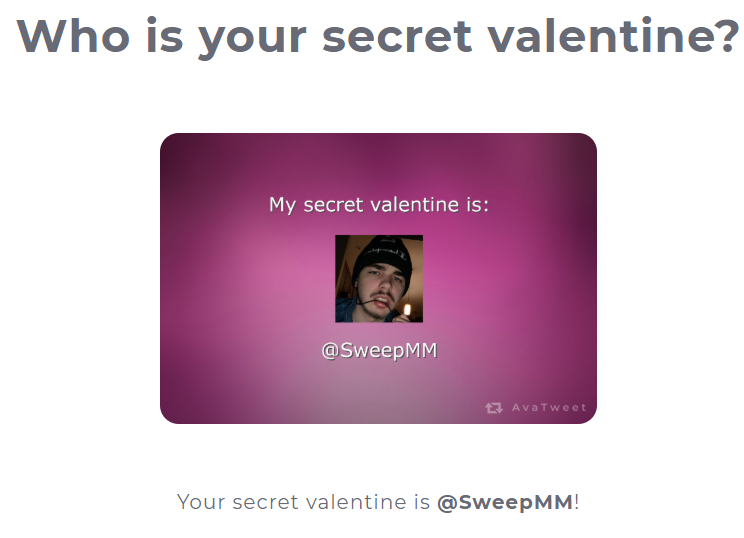 Who is your secret valentine?
My secret valentine is:
@SweepMM
AvaTweet
Your secret valentine is @SweepMM!